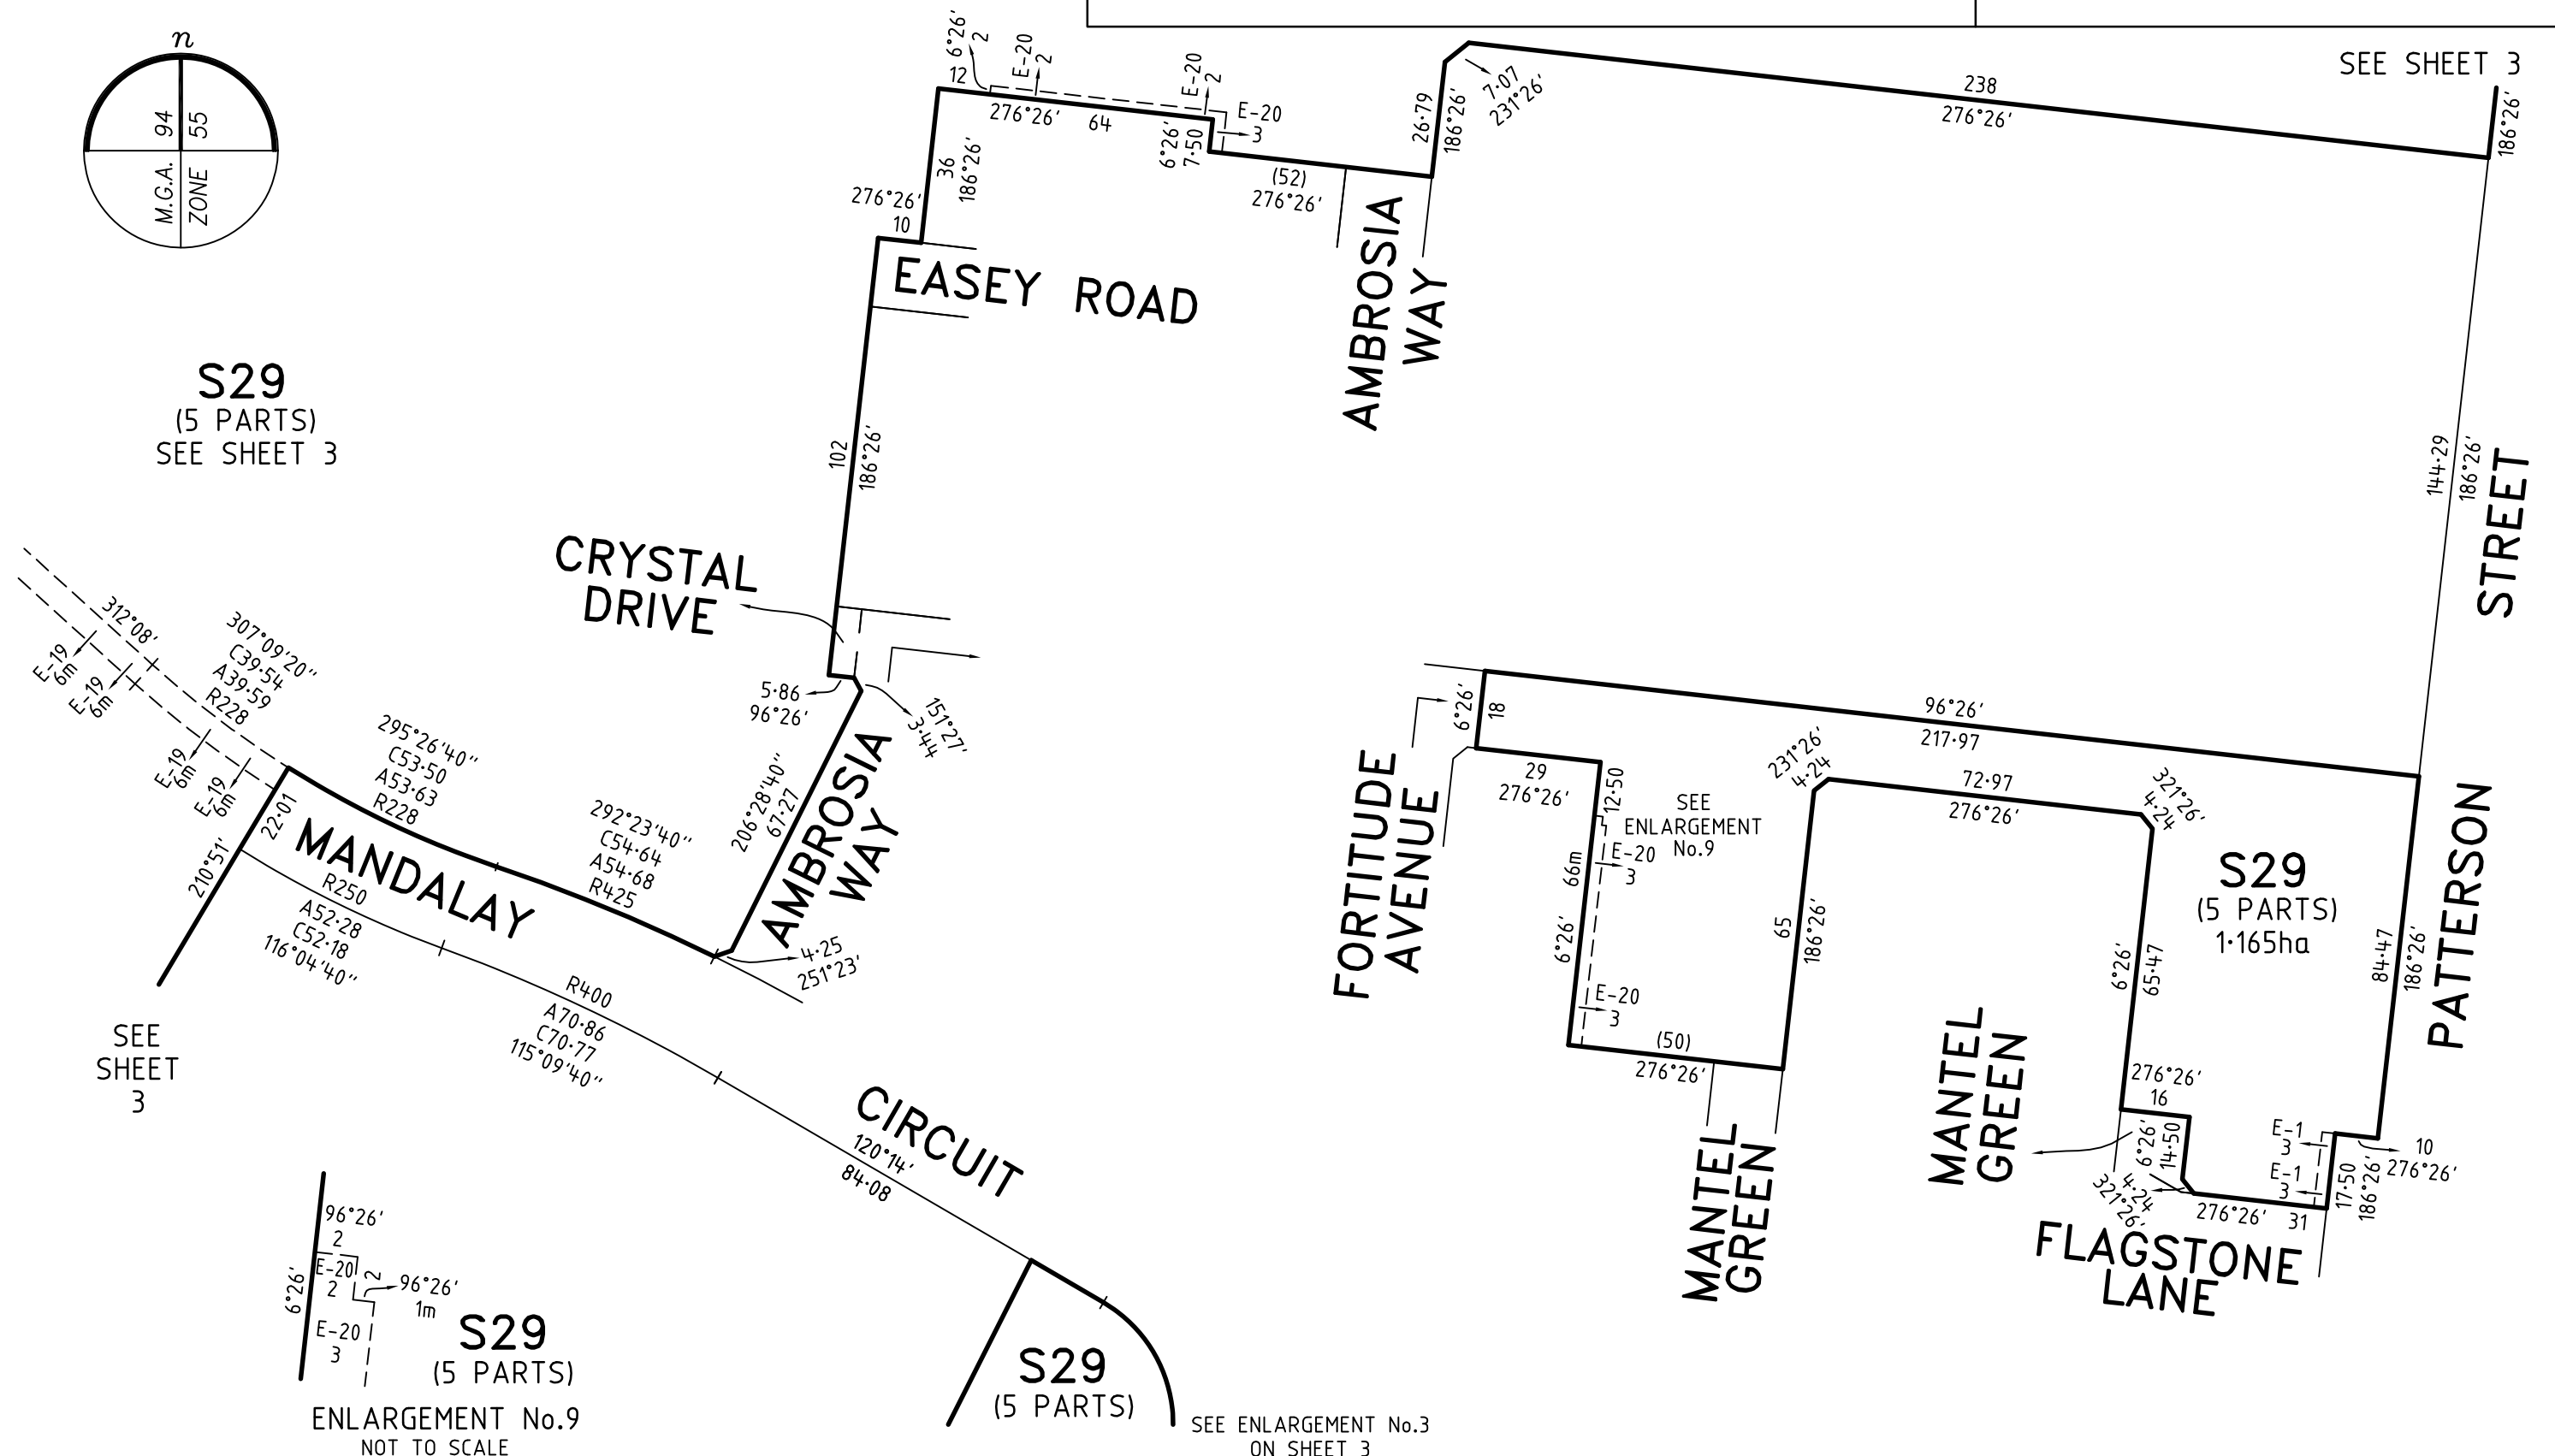 n
M.G.A. 94
ZONE 55
SEE SHEET 3
6°26'
2
12
E-20
2
E-20
2
E-20
3
276°26'
64
6°26'
7·50
(52)
276°26'
26·79
186°26'
7·07
231°26'
238
276°26'
186°26'
36
186°26'
276°26'
10
EASEY ROAD
AMBROSIA
WAY
S29
(5 PARTS)
SEE SHEET 3
102
186°26'
144·29
186°26'
PATTERSON STREET
CRYSTAL
DRIVE
5·86
96°26'
151°27'
3·44
312°08'
E-19
6m
E-19
6m
E-19
6m
E-19
6m
307°09'20"
C39·54
A39·59
R228
295°26'40"
C53·50
A53·63
R228
292°23'40"
C54·64
A54·68
R425
206°28'40"
67·27
AMBROSIA
WAY
4·25
251°23'
22·01
210°51'
MANDALAY CIRCUIT
R250
A52·28
C52·18
116°04'40"
R400
A70·86
C70·77
115°09'40"
120°14'
84·08
SEE
SHEET
3
6°26'
18
96°26'
217·97
FORTITUDE
AVENUE
29
276°26'
12·50
SEE
ENLARGEMENT
No.9
66m
6°26'
E-20
3
E-20
3
(50)
276°26'
65
186°26'
231°26'
4·24
72·97
276°26'
321°26'
4·24
S29
(5 PARTS)
1·165ha
6°26'
65·47
84·47
186°26'
276°26'
16
6°26'
14·50
4·24
321°26'
276°26'
31
E-1
3
E-1
3
17·50
186°26'
10
276°26'
MANTEL
GREEN
MANTEL
GREEN
FLAGSTONE
LANE
96°26'
2
E-20
2
2
96°26'
1m
6°26'
E-20
3
S29
(5 PARTS)
ENLARGEMENT No.9
NOT TO SCALE
S29
(5 PARTS)
SEE ENLARGEMENT No.3
ON SHEET 3